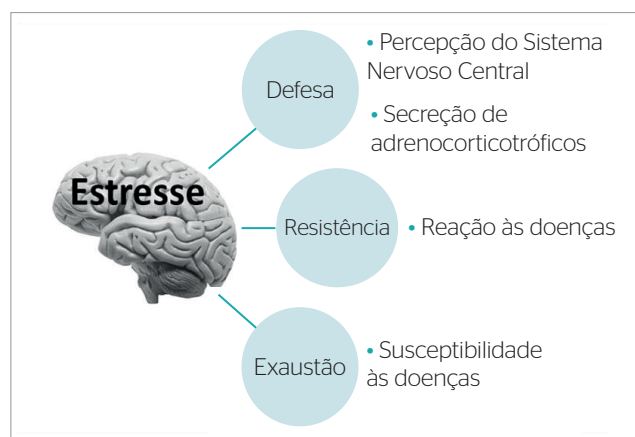 Estresse
Defesa
• Percepção do Sistema
Nervoso Central
• Secreção de
adrenocorticotróficos
Resistência
• Reação às doenças
Exaustão
• Susceptibilidade
às doenças